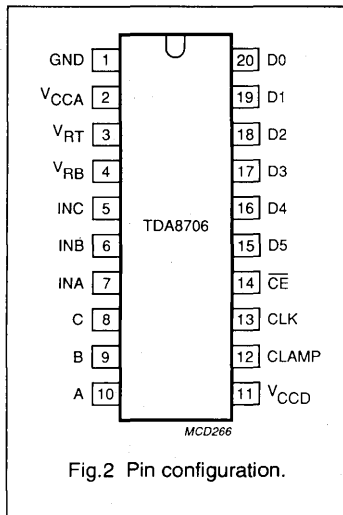 GND 1 20 D0
VCCA 2 19 D1
VRT 3 18 D2
VRB 4 17 D3
INC 5 16 D4
TDA8706
INB 6 15 D5
INA 7 14 C̅E̅
C 8 13 CLK
B 9 12 CLAMP
A 10 11 VCCD
MCD266
Fig.2 Pin configuration.